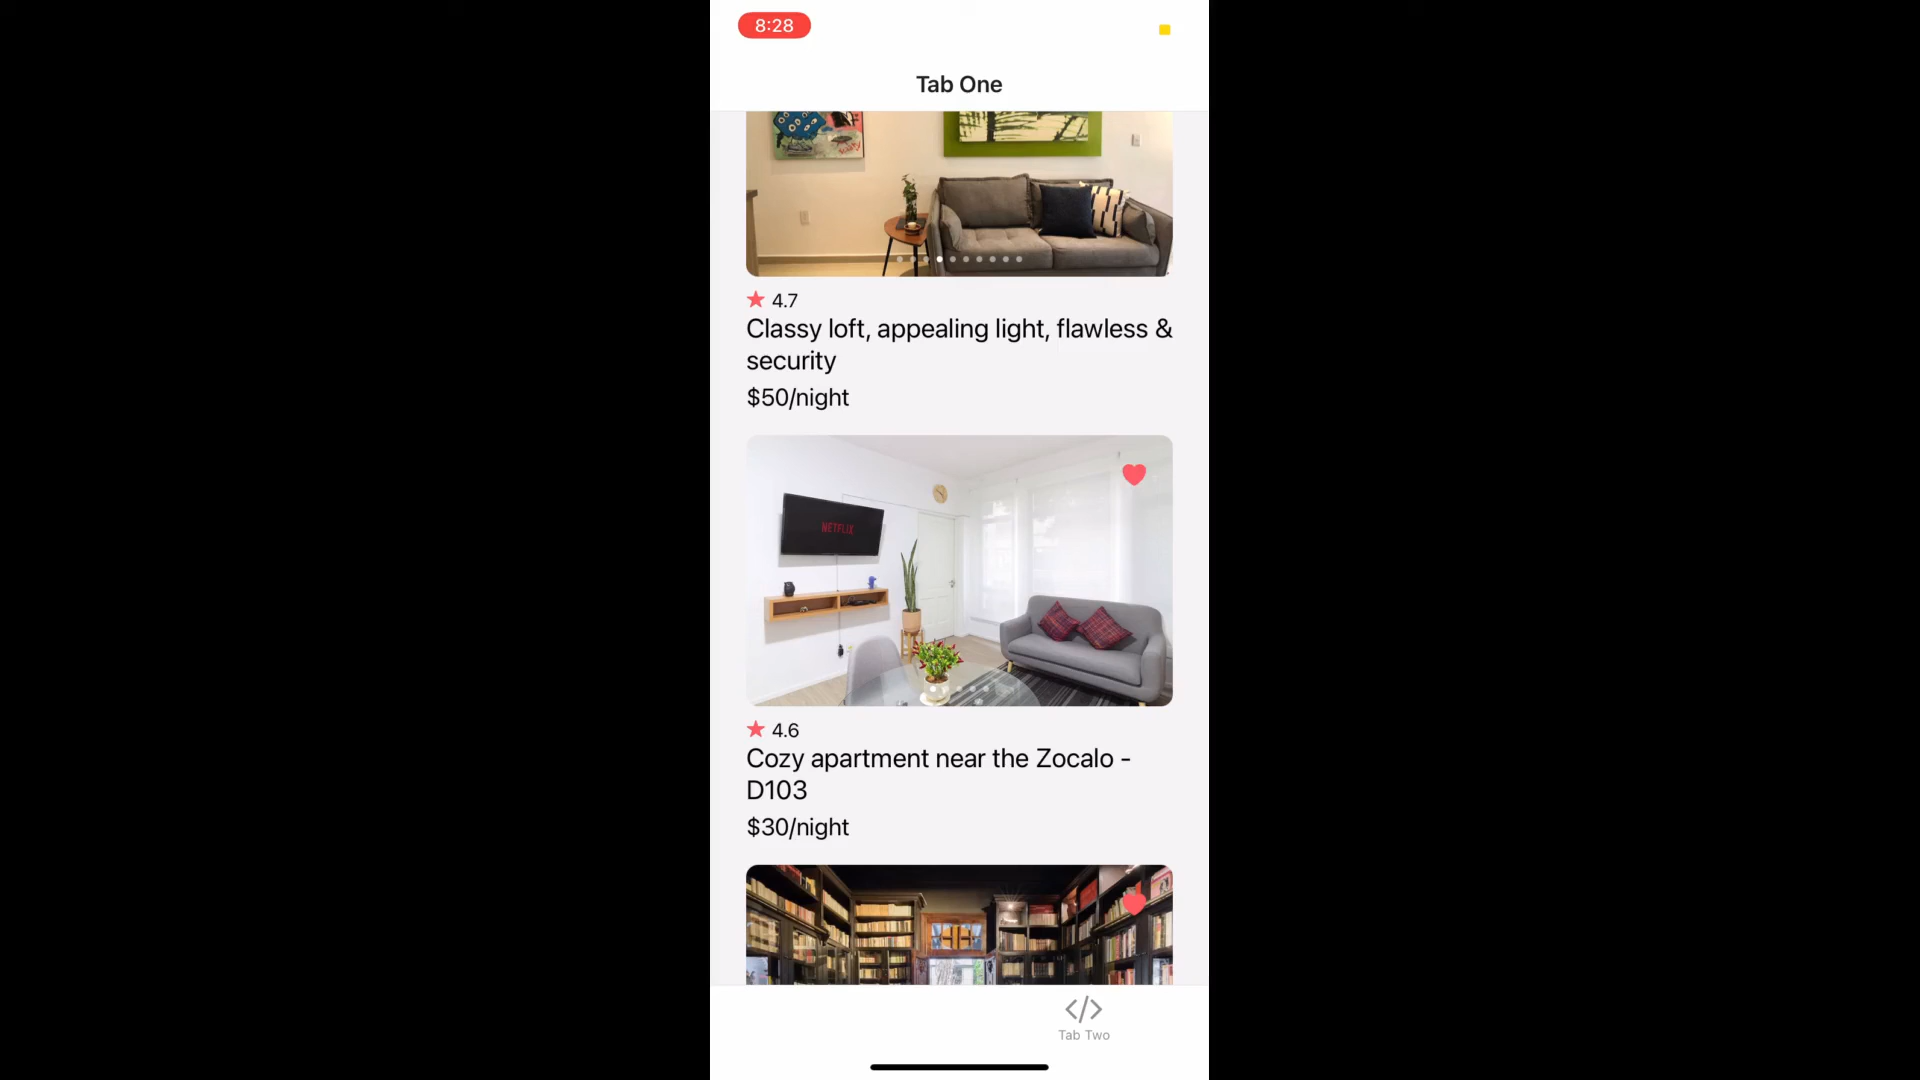 8:28
Tab One
4.7
Classy loft, appealing light, flawless &
security
$50/night
NETFLIX
4.6
Cozy apartment near the Zocalo -
D103
$30/night
Tab Two